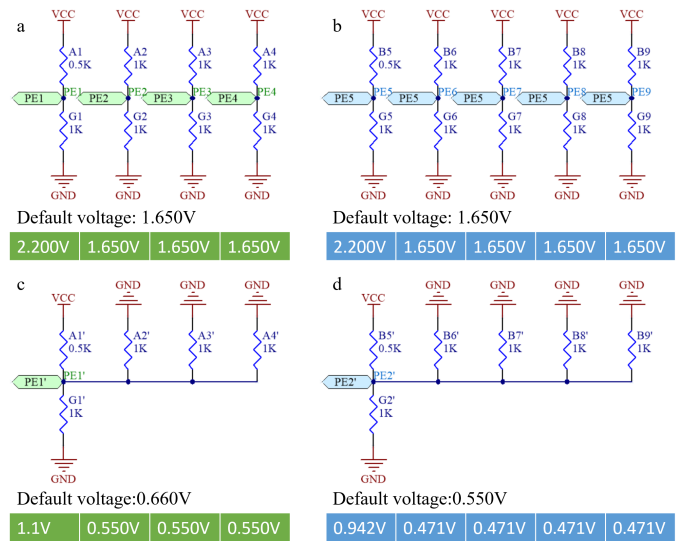 a
VCC VCC VCC VCC
A1 A2 A3 A4
0.5K 1K 1K 1K
PE1 PE1 PE2 PE2 PE3 PE3 PE4 PE4
G1 G2 G3 G4
1K 1K 1K 1K
GND GND GND GND
Default voltage: 1.650V
2.200V 1.650V 1.650V 1.650V
b
VCC VCC VCC VCC VCC
B5 B6 B7 B8 B9
0.5K 1K 1K 1K 1K
PE5 PE5 PE5 PE6 PE5 PE7 PE5 PE8 PE5 PE9
G5 G6 G7 G8 G9
1K 1K 1K 1K 1K
GND GND GND GND GND
Default voltage: 1.650V
2.200V 1.650V 1.650V 1.650V 1.650V
c
VCC GND GND GND
A1' A2' A3' A4'
0.5K 1K 1K 1K
PE1' PE1'
G1'
1K
GND
Default voltage:0.660V
1.1V 0.550V 0.550V 0.550V
d
VCC GND GND GND GND
B5' B6' B7' B8' B9'
0.5K 1K 1K 1K 1K
PE2' PE2'
G2'
1K
GND
Default voltage:0.550V
0.942V 0.471V 0.471V 0.471V 0.471V